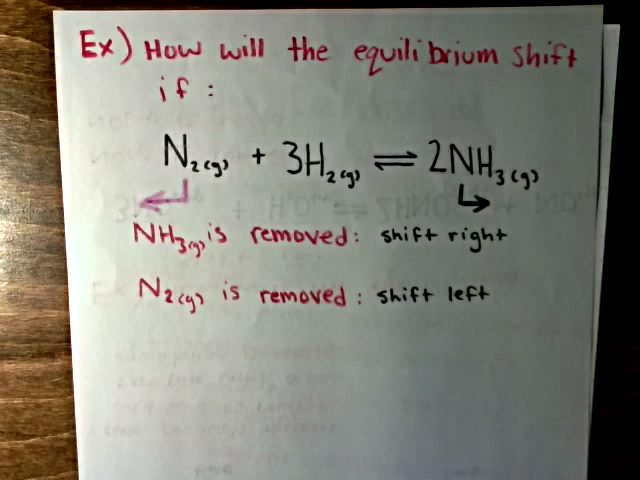 Ex) How will the equilibrium shift
if :
N₂(g) + 3H₂(g) ⇌ 2NH₃(g)
NH₃(g) is removed: shift right
N₂(g) is removed: shift left